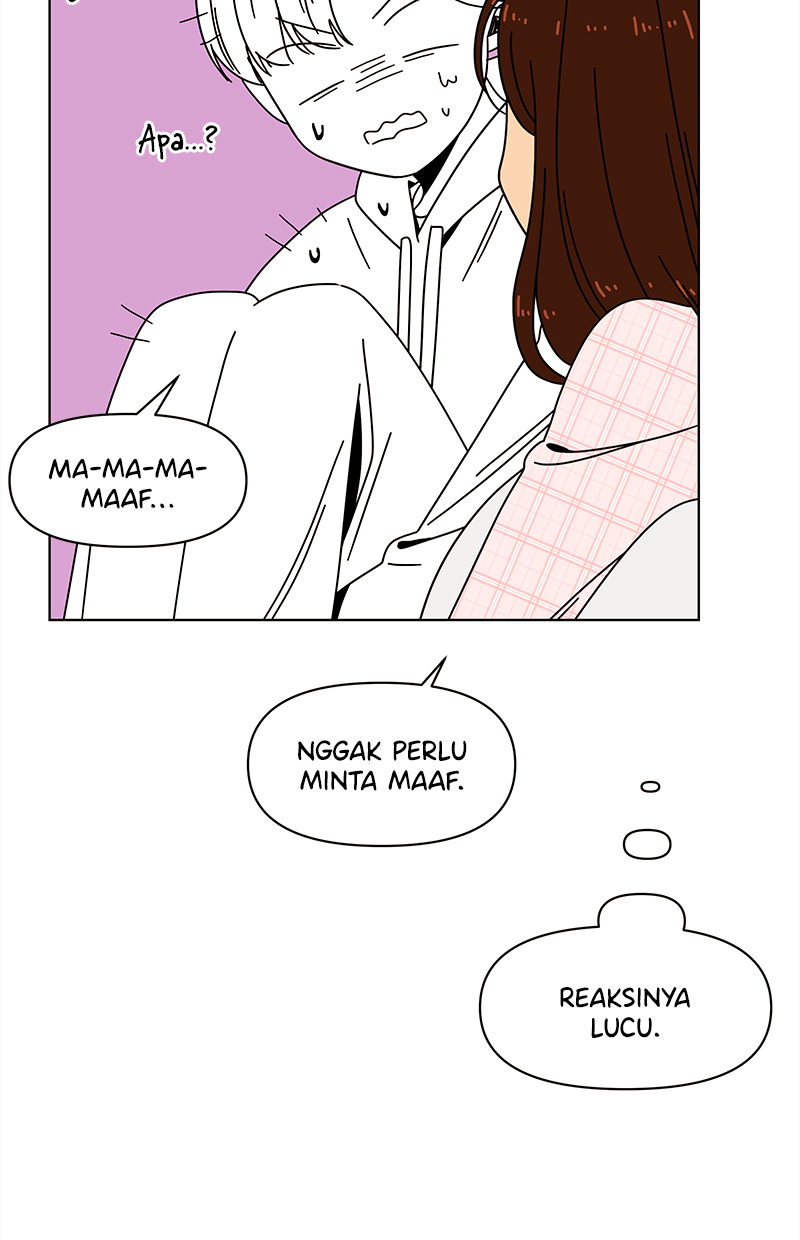 Apa...?
MA-MA-MA-
MAAF...
NGGAK PERLU
MINTA MAAF.
REAKSINYA
LUCU.